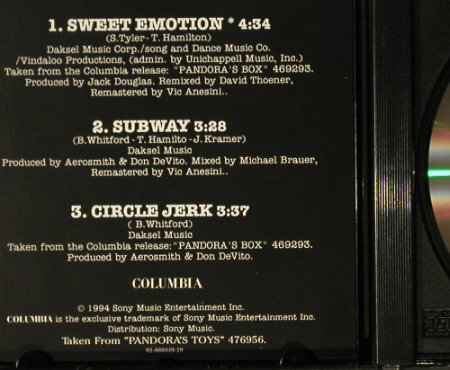 1. SWEET EMOTION * 4:34
(S.Tyler - T. Hamilton)
Daksel Music Corp./song and Dance Music Co.
/Vindaloo Productions, (admin. by Unichappell Music, Inc.)
Taken from the Columbia release: "PANDORA'S BOX" 469293.
Produced by Jack Douglas. Remixed by David Thoener,
Remastered by Vic Anesini..
2. SUBWAY 3:28
(B.Whitford - T. Hamilto - J.Kramer)
Daksel Music
Produced by Aerosmith & Don DeVito. Mixed by Michael Brauer,
Remastered by Vic Anesini..
3. CIRCLE JERK 3:37
( B.Whitford)
Daksel Music
Taken from the Columbia release:"PANDORA'S BOX" 469293.
Produced by Aerosmith & Don DeVito.
COLUMBIA
© 1994 Sony Music Entertainment Inc.
COLUMBIA is the exclusive trademark of Sony Music Entertainment Inc.
Distribution: Sony Music.
Taken From "PANDORA'S TOYS" 476956.